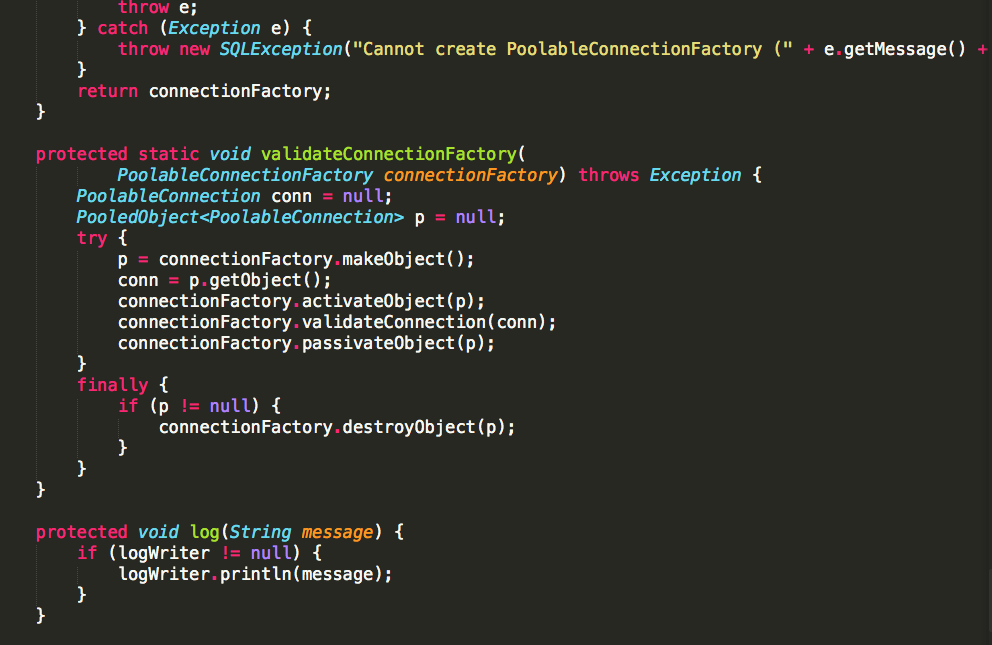 throw e;
} catch (Exception e) {
throw new SQLException("Cannot create PoolableConnectionFactory (" + e.getMessage() +
}
return connectionFactory;
}
protected static void validateConnectionFactory(
PoolableConnectionFactory connectionFactory) throws Exception {
PoolableConnection conn = null;
PooledObject<PoolableConnection> p = null;
try {
p = connectionFactory.makeObject();
conn = p.getObject();
connectionFactory.activateObject(p);
connectionFactory.validateConnection(conn);
connectionFactory.passivateObject(p);
}
finally {
if (p != null) {
connectionFactory.destroyObject(p);
}
}
}
protected void log(String message) {
if (logWriter != null) {
logWriter.println(message);
}
}